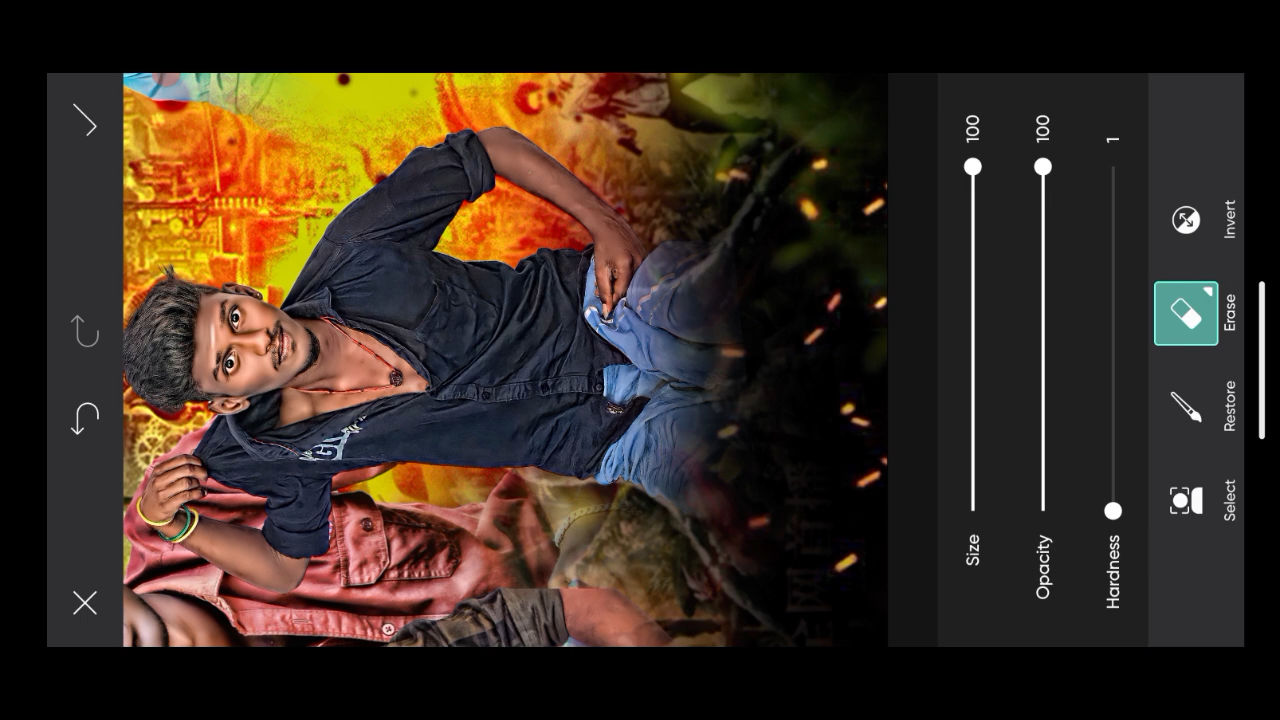 Size 100
Opacity 100
Hardness 1
Invert
Erase
Restore
Select